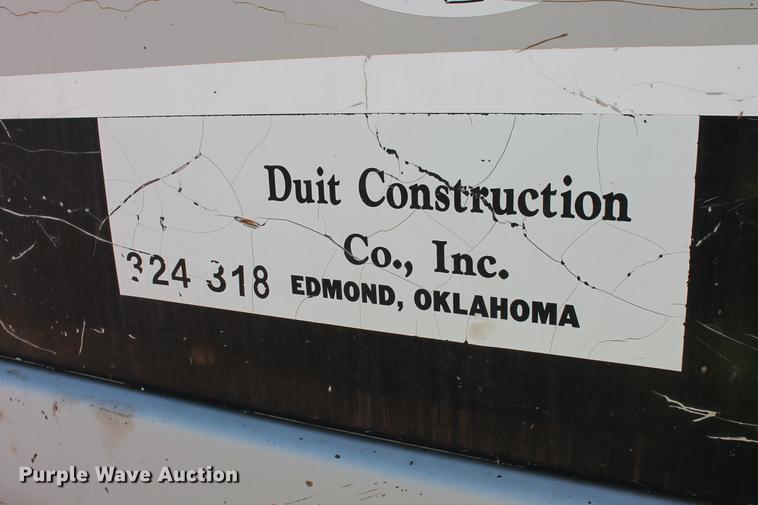 Duit Construction
Co., Inc.
324 318 EDMOND, OKLAHOMA
Purple Wave Auction